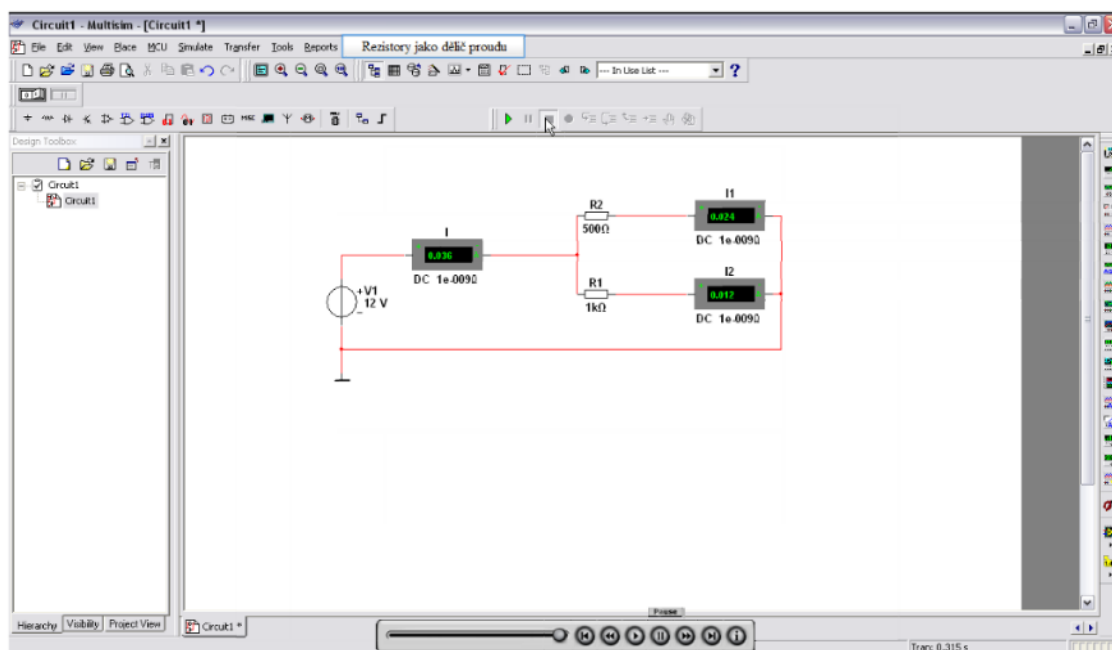 Circuit1 - Multisim - [Circuit1 *]
File Edit View Place MCU Simulate Transfer Tools Reports
Rezistory jako dělič proudu
--- In Use List ---
?
MISC
Design Toolbox
Circuit1
Circuit1
I1
R2
0.024
500Ω
DC 1e-009Ω
I
0.036
DC 1e-009Ω
I2
R1
0.012
1kΩ
DC 1e-009Ω
+V1
12 V
Hierarchy Visibility Project View
Circuit1 *
Tran: 0.315 s